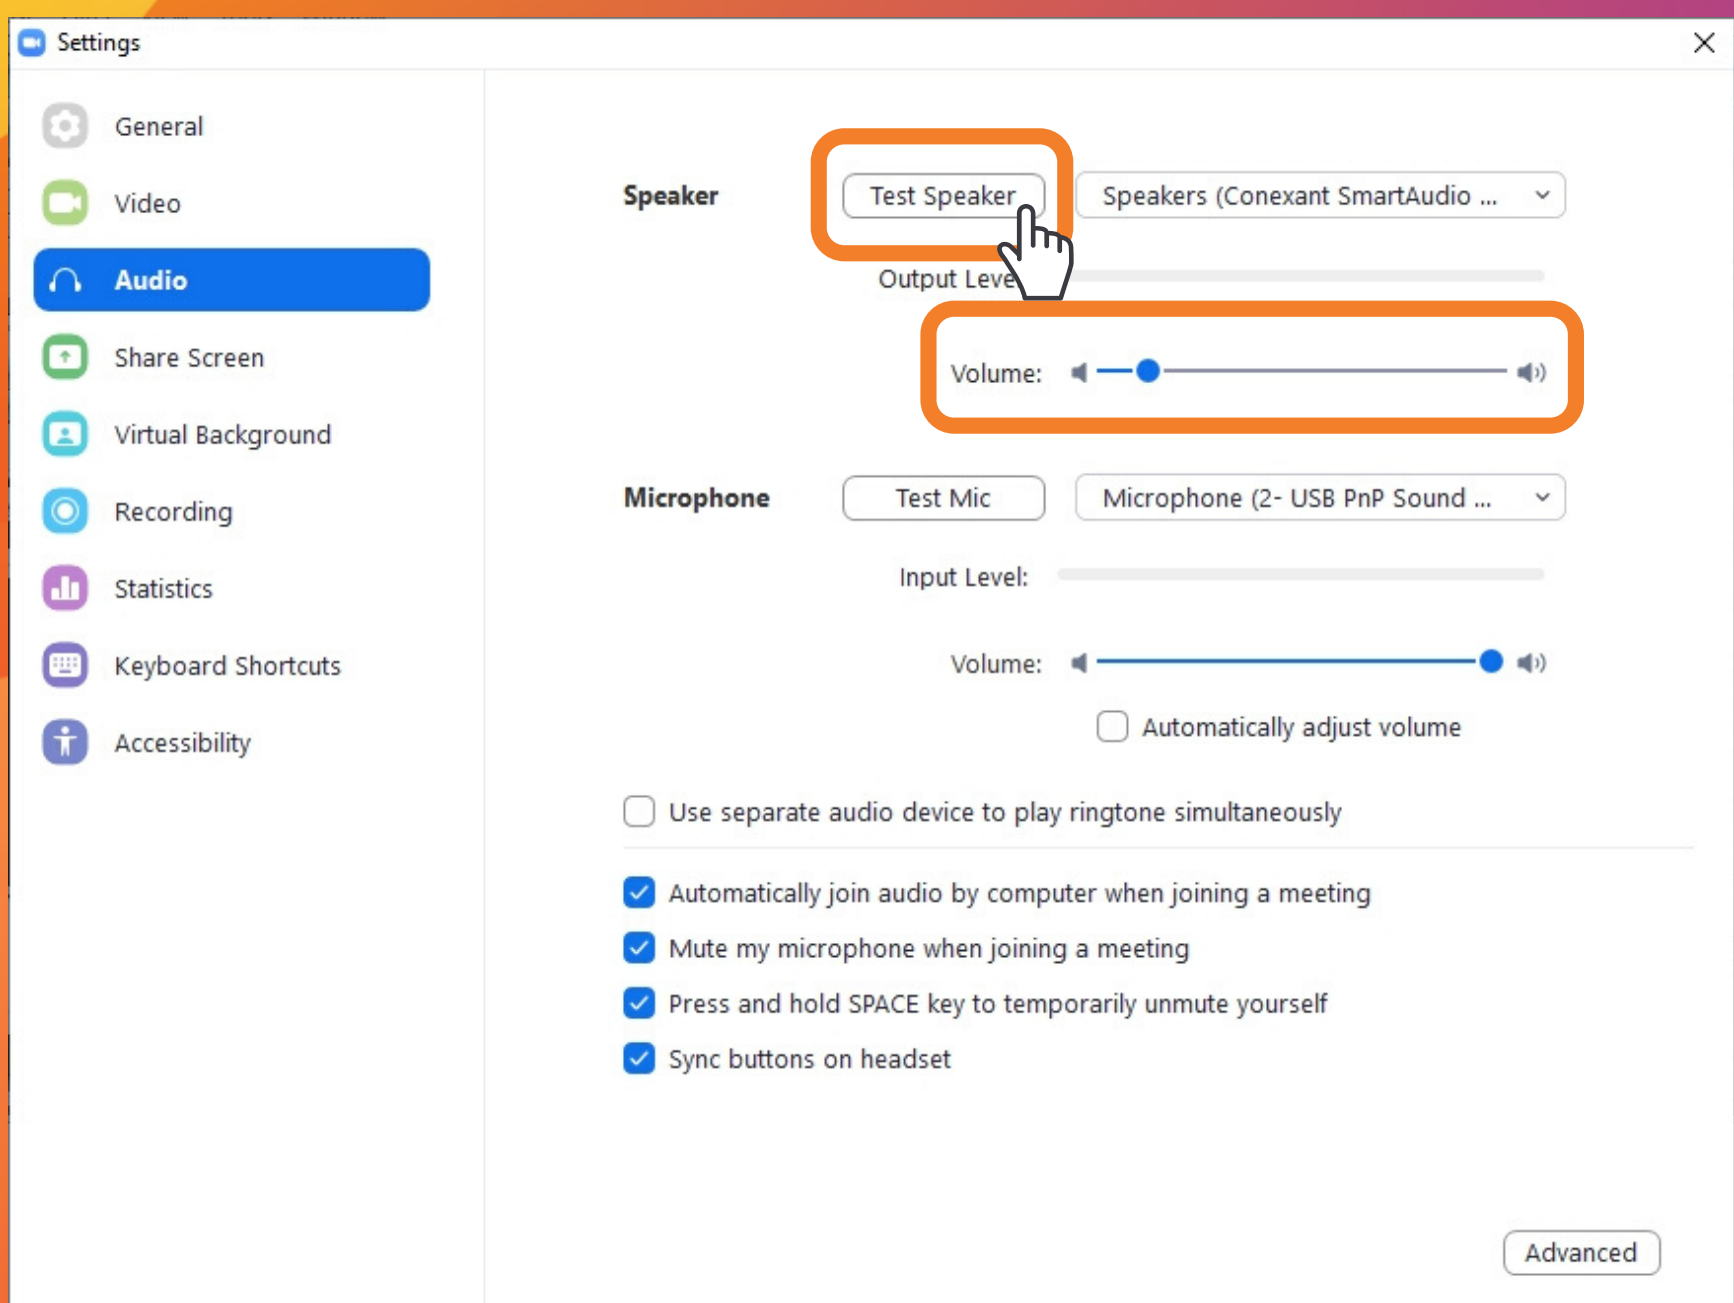 Settings
General
Video
Audio
Share Screen
Virtual Background
Recording
Statistics
Keyboard Shortcuts
Accessibility
Speaker
Test Speaker
Speakers (Conexant SmartAudio ...
Output Leve
Volume:
Microphone
Test Mic
Microphone (2- USB PnP Sound ...
Input Level:
Volume:
Automatically adjust volume
Use separate audio device to play ringtone simultaneously
Automatically join audio by computer when joining a meeting
Mute my microphone when joining a meeting
Press and hold SPACE key to temporarily unmute yourself
Sync buttons on headset
Advanced